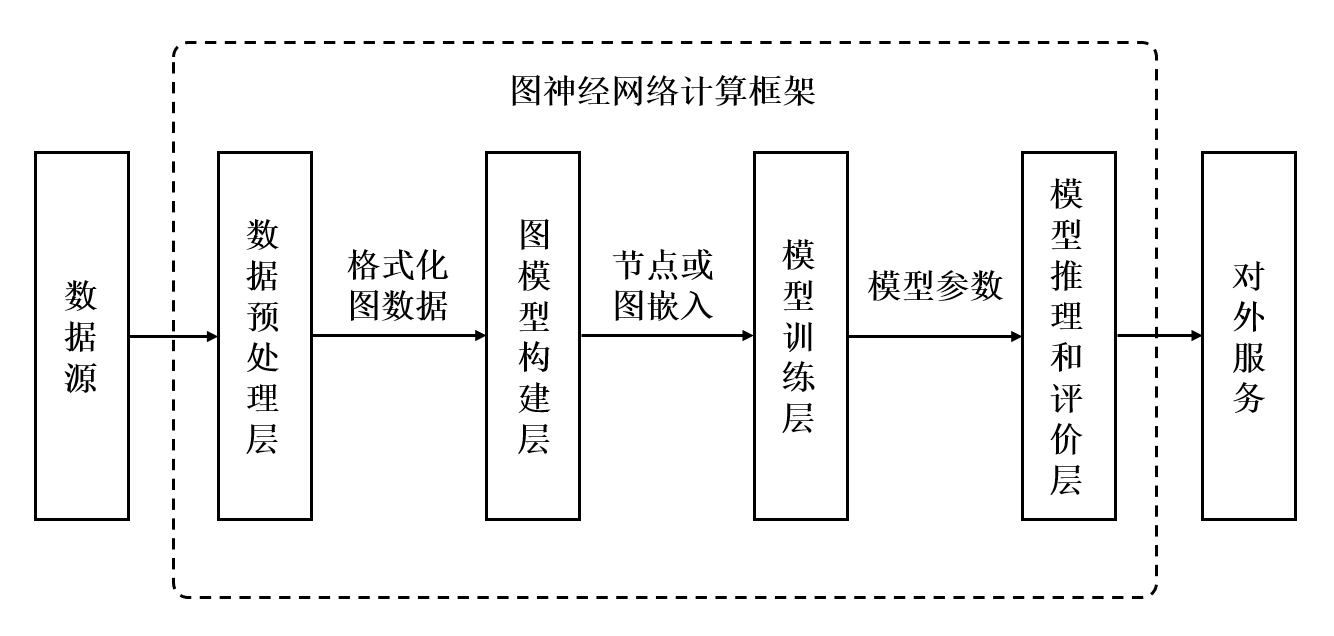 图神经网络计算框架
数据源
数据预处理层
格式化
图数据
图模型构建层
节点或
图嵌入
模型训练层
模型参数
模型推理和评价层
对外服务